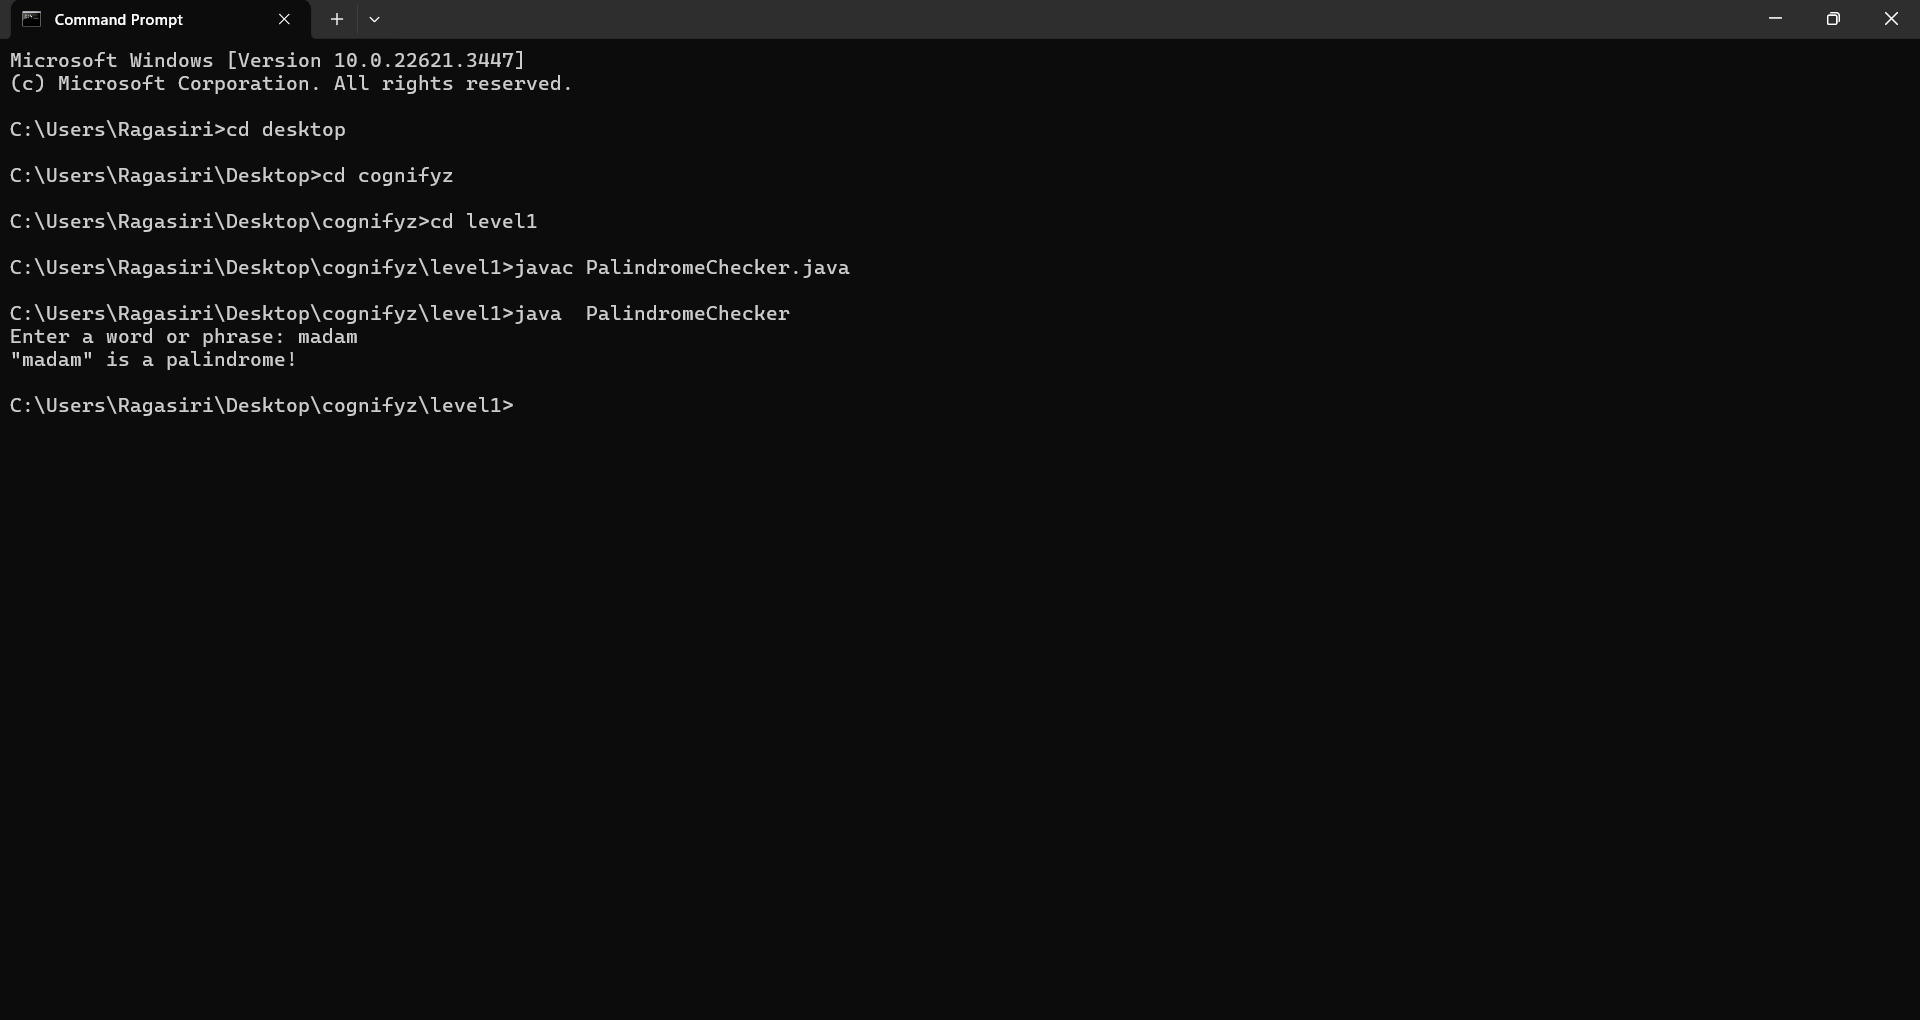 Command Prompt
Microsoft Windows [Version 10.0.22621.3447]
(c) Microsoft Corporation. All rights reserved.
C:\Users\Ragasiri>cd desktop
C:\Users\Ragasiri\Desktop>cd cognifyz
C:\Users\Ragasiri\Desktop\cognifyz>cd level1
C:\Users\Ragasiri\Desktop\cognifyz\level1>javac PalindromeChecker.java
C:\Users\Ragasiri\Desktop\cognifyz\level1>java  PalindromeChecker
Enter a word or phrase: madam
"madam" is a palindrome!
C:\Users\Ragasiri\Desktop\cognifyz\level1>